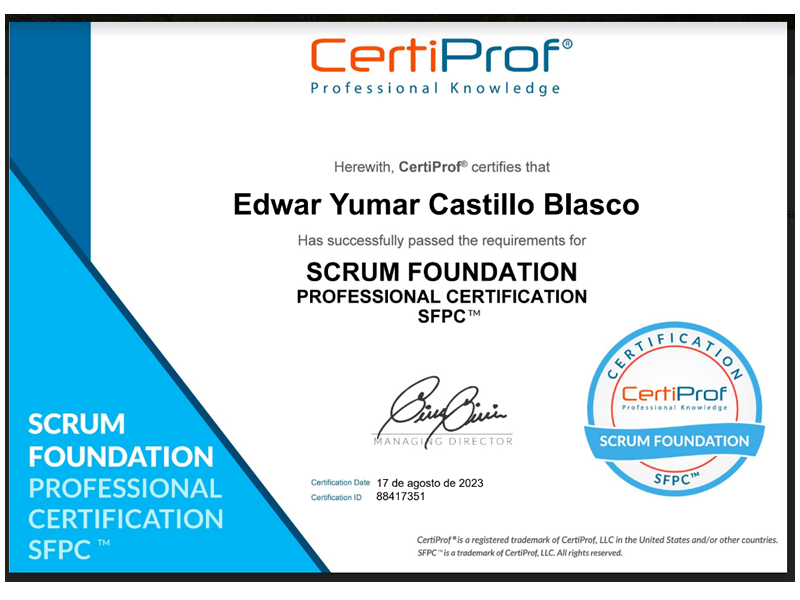 CertiProf®
Professional Knowledge
Herewith, CertiProf® certifies that
Edwar Yumar Castillo Blasco
Has successfully passed the requirements for
SCRUM FOUNDATION
PROFESSIONAL CERTIFICATION
SFPC™
CERTIFICATION
CertiProf
Professional Knowledge
SCRUM FOUNDATION
SFPC™
MANAGING DIRECTOR
SCRUM
FOUNDATION
PROFESSIONAL
CERTIFICATION
SFPC ™
Certification Date 17 de agosto de 2023
Certification ID 88417351
CertiProf® is a registered trademark of CertiProf, LLC in the United States and/or other countries.
SFPC™ is a trademark of CertiProf, LLC. All rights reserved.